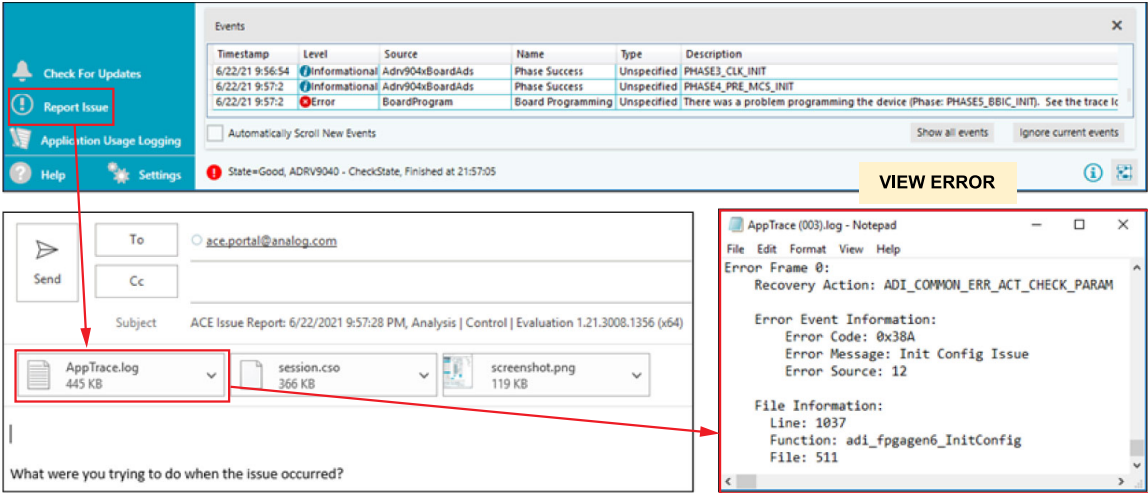 Events
Timestamp Level Source Name Type Description
6/22/21 9:56:54 Informational Adrv904xBoardAds Phase Success Unspecified PHASE3_CLK_INIT
6/22/21 9:57:2 Informational Adrv904xBoardAds Phase Success Unspecified PHASE4_PRE_MCS_INIT
6/22/21 9:57:2 Error BoardProgram Board Programming Unspecified There was a problem programming the device (Phase: PHASE5_BBIC_INIT). See the trace lo
Check For Updates
Report Issue
Application Usage Logging
Help Settings
Automatically Scroll New Events Show all events Ignore current events
State=Good, ADRV9040 - CheckState, Finished at 21:57:05
VIEW ERROR
Send
To ace.portal@analog.com
Cc
Subject ACE Issue Report: 6/22/2021 9:57:28 PM, Analysis | Control | Evaluation 1.21.3008.1356 (x64)
AppTrace.log
445 KB
session.cso
366 KB
screenshot.png
119 KB
What were you trying to do when the issue occurred?
AppTrace (003).log - Notepad
File Edit Format View Help
Error Frame 0:
Recovery Action: ADI_COMMON_ERR_ACT_CHECK_PARAM
Error Event Information:
Error Code: 0x38A
Error Message: Init Config Issue
Error Source: 12
File Information:
Line: 1037
Function: adi_fpgagen6_InitConfig
File: 511